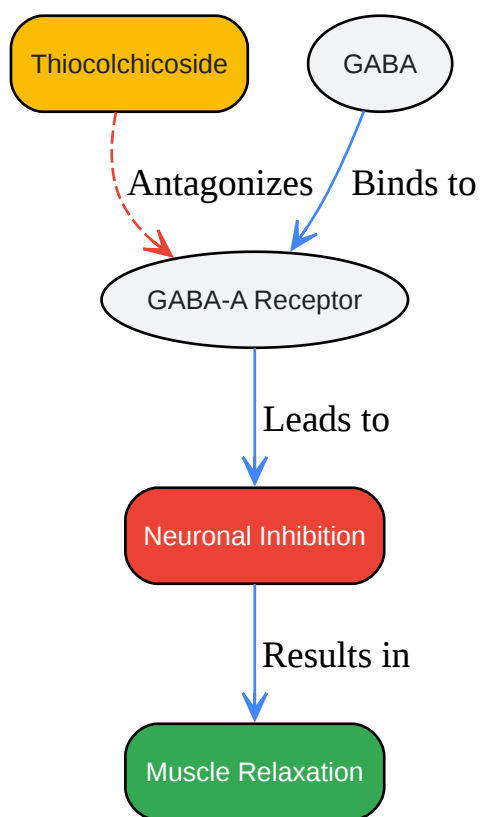 Thiocolchicoside
GABA
Antagonizes
Binds to
GABA-A Receptor
Leads to
Neuronal Inhibition
Results in
Muscle Relaxation